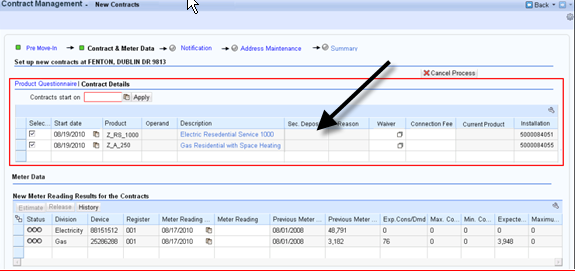 Contract Management - New Contracts Back
Pre Move-In Contract & Meter Data Notification Address Maintenance Summary
Set up new contracts at FENTON, DUBLIN DR 9813
Cancel Process
Product Questionnaire | Contract Details
Contracts start on Apply
Selec... Start date Product Operand Description Sec. Depos Reason Waiver Connection Fee Current Product Installation
08/19/2010 Z_RS_1000 Electric Resedential Service 1000 5000084051
08/19/2010 Z_A_250 Gas Residential with Space Heating 5000084055
Meter Data
New Meter Reading Results for the Contracts
Estimate Release History
Status Division Device Register Meter Reading ... Meter Reading Previous Meter ... Previous Meter ... Exp.Cons/Dmd Max. Co... Min. Co... Expecte... Maximu...
Electricity 88151512 001 08/17/2010 08/01/2008 48,791 0 0 0 0 0
Gas 25286288 001 08/17/2010 08/01/2008 3,182 76 0 0 3,948 0